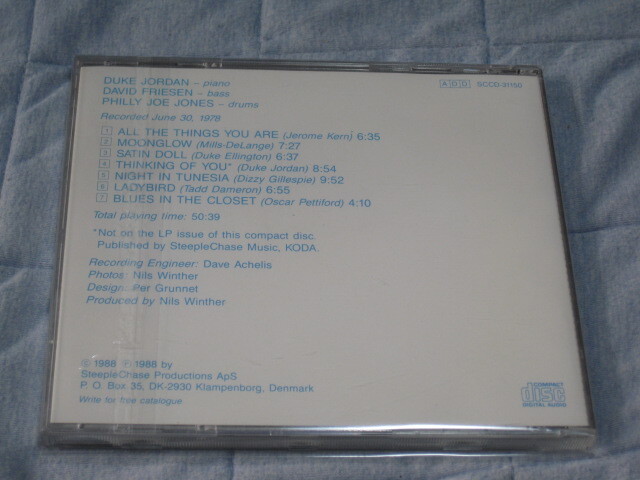 DUKE JORDAN – piano
DAVID FRIESEN – bass
PHILLY JOE JONES – drums
ADD SCCD-31150
Recorded June 30, 1978
1 ALL THE THINGS YOU ARE (Jerome Kern) 6:35
2 MOONGLOW (Mills-DeLange) 7:27
3 SATIN DOLL (Duke Ellington) 6:37
4 THINKING OF YOU* (Duke Jordan) 8:54
5 NIGHT IN TUNESIA (Dizzy Gillespie) 9:52
6 LADYBIRD (Tadd Dameron) 6:55
7 BLUES IN THE CLOSET (Oscar Pettiford) 4:10
Total playing time: 50:39
*Not on the LP issue of this compact disc.
Published by SteepleChase Music, KODA.
Recording Engineer: Dave Achelis
Photos: Nils Winther
Design: Per Grunnet
Produced by Nils Winther
© 1988 ℗ 1988 by
SteepleChase Productions ApS
P. O. Box 35, DK-2930 Klampenborg, Denmark
Write for free catalogue
COMPACT
disc
DIGITAL AUDIO